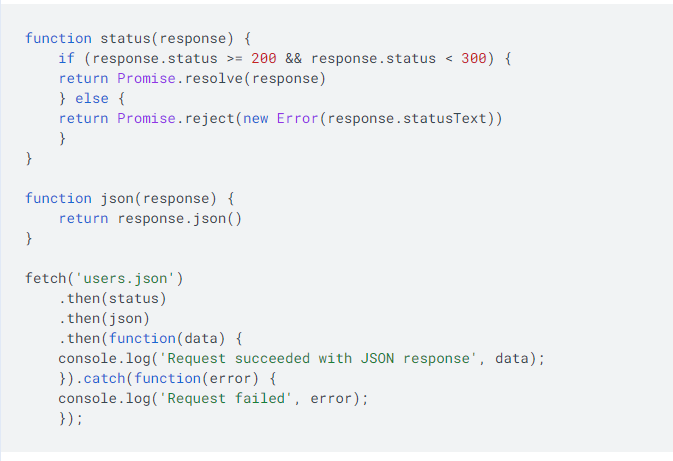 function status(response) {
    if (response.status >= 200 && response.status < 300) {
    return Promise.resolve(response)
    } else {
    return Promise.reject(new Error(response.statusText))
    }
}

function json(response) {
    return response.json()
}

fetch('users.json')
    .then(status)
    .then(json)
    .then(function(data) {
    console.log('Request succeeded with JSON response', data);
    }).catch(function(error) {
    console.log('Request failed', error);
    });